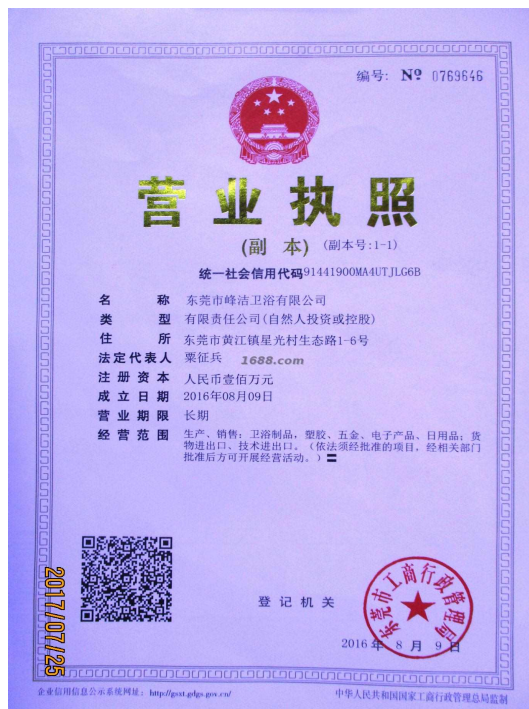 编号: Nº 0769646
营业执照
(副 本) (副本号:1-1)
统一社会信用代码91441900MA4UTJLG6B
名 称 东莞市峰洁卫浴有限公司
类 型 有限责任公司(自然人投资或控股)
住 所 东莞市黄江镇星光村生态路1-6号
法定代表人 粟征兵
1688.com
注册资本 人民币壹佰万元
成立日期 2016年08月09日
营业期限 长期
经营范围 生产、销售：卫浴制品，塑胶、五金、电子产品、日用品；货
物进出口、技术进出口。（依法须经批准的项目，经相关部门
批准后方可开展经营活动。）〓
2017/07/25
登记机关
东莞市工商行政管理局
2016年 8月 9日
企业信用信息公示系统网址：http://gsxt.gdgs.gov.cn/
中华人民共和国国家工商行政管理总局监制